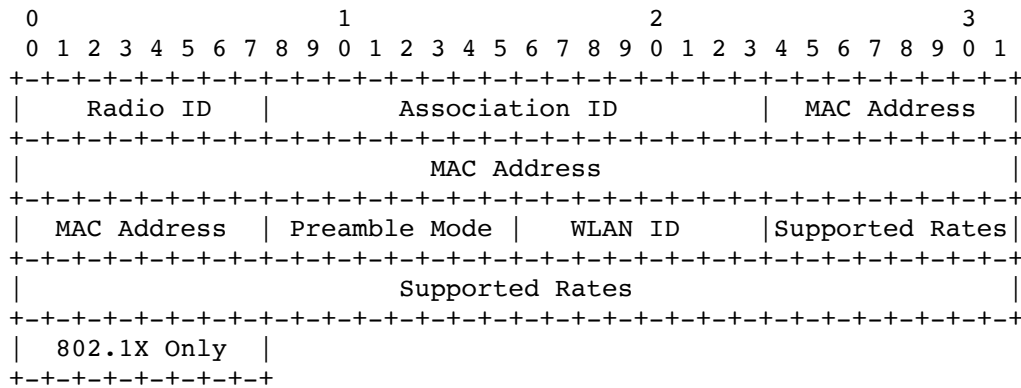 0                   1                   2                   3
 0 1 2 3 4 5 6 7 8 9 0 1 2 3 4 5 6 7 8 9 0 1 2 3 4 5 6 7 8 9 0 1
+-+-+-+-+-+-+-+-+-+-+-+-+-+-+-+-+-+-+-+-+-+-+-+-+-+-+-+-+-+-+-+-+
|    Radio ID   |        Association ID         |  MAC Address  |
+-+-+-+-+-+-+-+-+-+-+-+-+-+-+-+-+-+-+-+-+-+-+-+-+-+-+-+-+-+-+-+-+
|                          MAC Address                          |
+-+-+-+-+-+-+-+-+-+-+-+-+-+-+-+-+-+-+-+-+-+-+-+-+-+-+-+-+-+-+-+-+
|  MAC Address  | Preamble Mode |   WLAN ID     |Supported Rates|
+-+-+-+-+-+-+-+-+-+-+-+-+-+-+-+-+-+-+-+-+-+-+-+-+-+-+-+-+-+-+-+-+
|                        Supported Rates                        |
+-+-+-+-+-+-+-+-+-+-+-+-+-+-+-+-+-+-+-+-+-+-+-+-+-+-+-+-+-+-+-+-+
|  802.1X Only  |
+-+-+-+-+-+-+-+-+